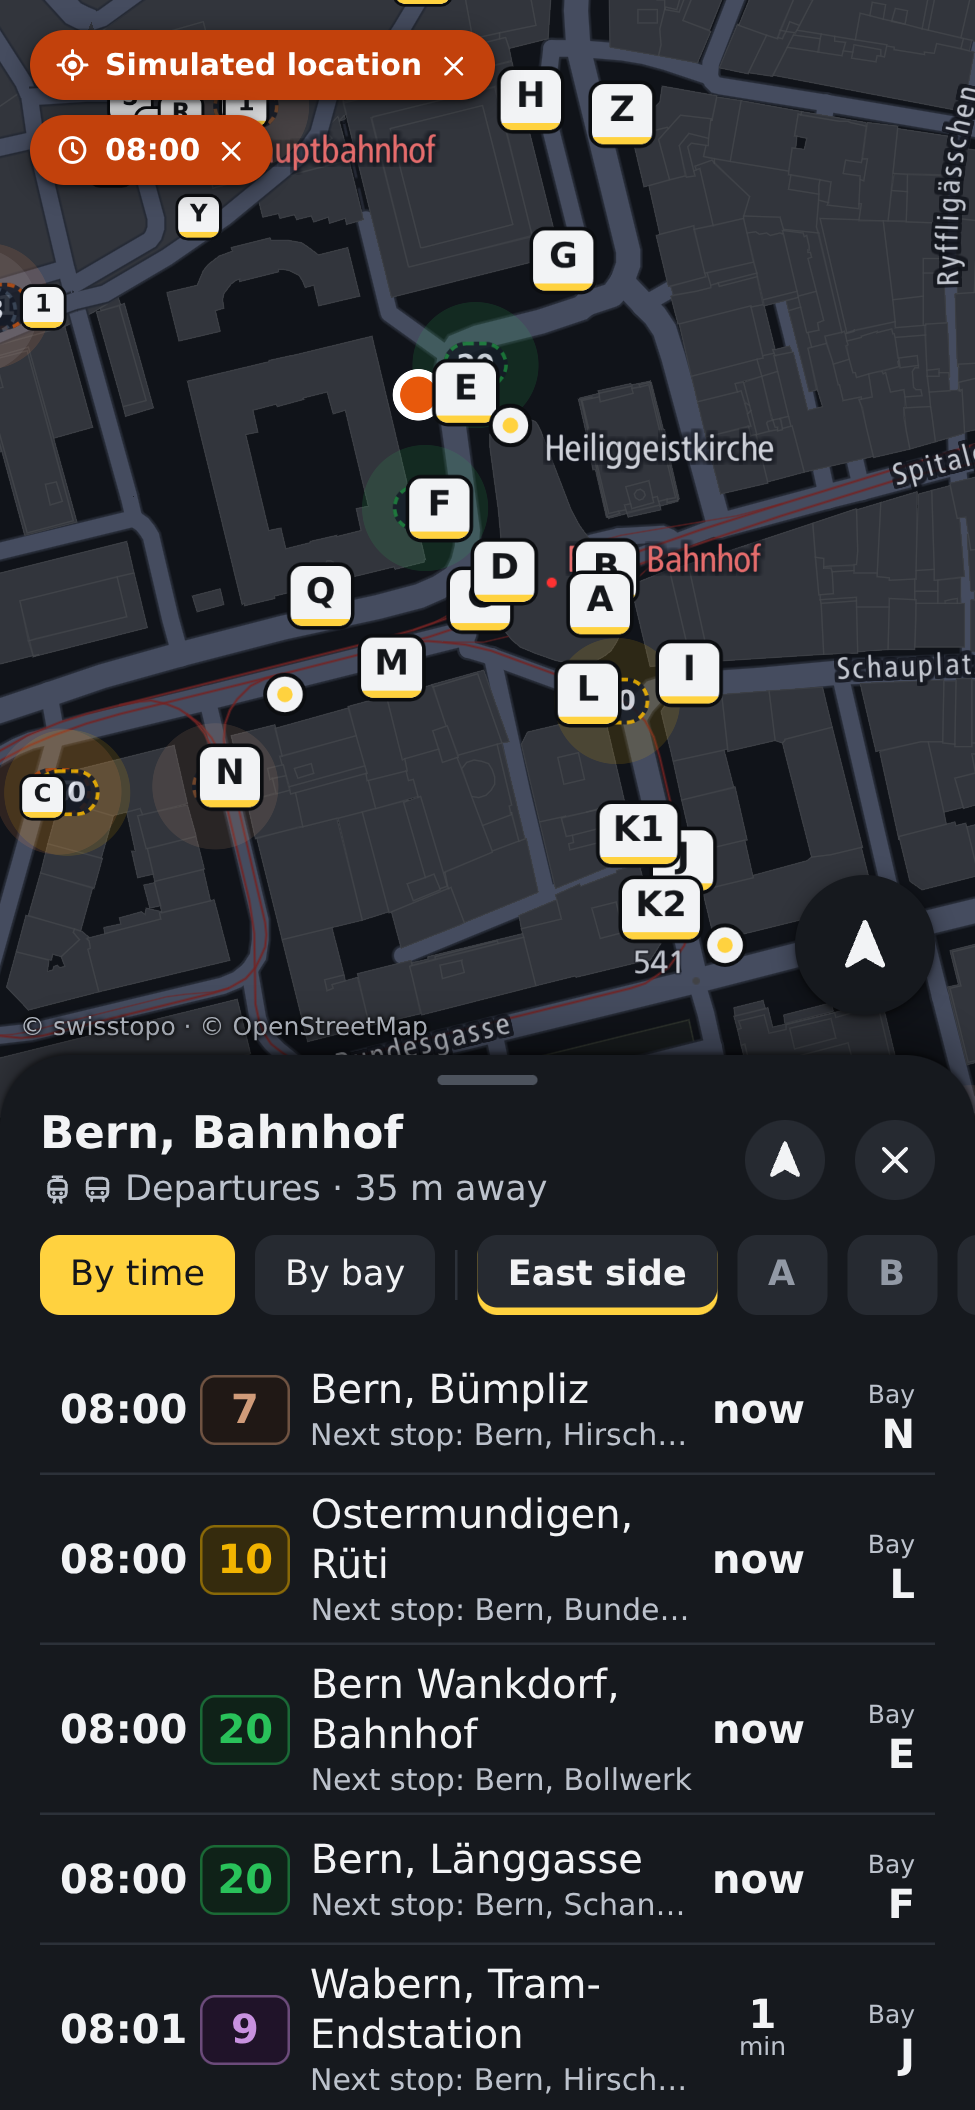 Simulated location
08:00
uptbahnhof
H
Z
Y
G
1
E
Heiliggeistkirche
Ryffligässchen
Spital
F
D
B
Bahnhof
A
Q
M
L
I
Schauplat
N
C
0
K1
J
K2
541
© swisstopo · © OpenStreetMap
Bundesgasse
Bern, Bahnhof
Departures · 35 m away
By time
By bay
East side
A
B
08:00 7 Bern, Bümpliz now Bay
Next stop: Bern, Hirsch… N
08:00 10 Ostermundigen, now Bay
Rüti L
Next stop: Bern, Bunde…
08:00 20 Bern Wankdorf, now Bay
Bahnhof E
Next stop: Bern, Bollwerk
08:00 20 Bern, Länggasse now Bay
Next stop: Bern, Schan… F
08:01 9 Wabern, Tram- 1 min Bay
Endstation J
Next stop: Bern, Hirsch…